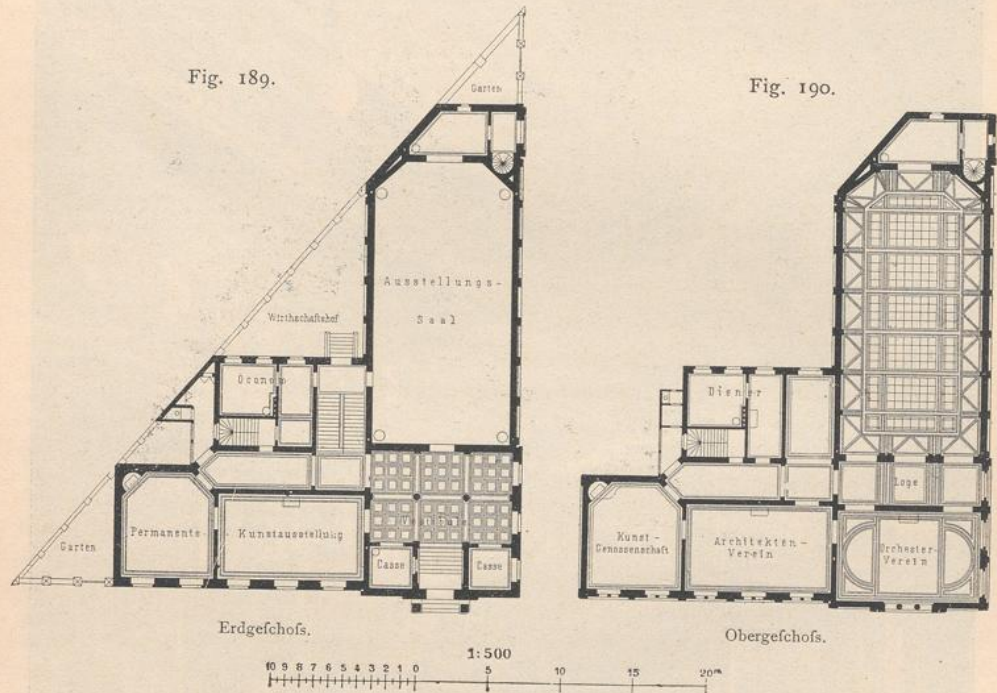 Fig. 189.
Garten
Ausstellungs-
Saal
Wirthschaftshof
Oconom
Permanente
Kunstausstellung
Vestibule
Casse
Casse
Garten
Erdgeſchoſs.
Fig. 190.
Diener
Loge
Kunst-
Genossenschaft
Architekten-
Verein
Orchester-
Verein
Obergeſchoſs.
1:500
10 9 8 7 6 5 4 3 2 1 0 5 10 15 20m